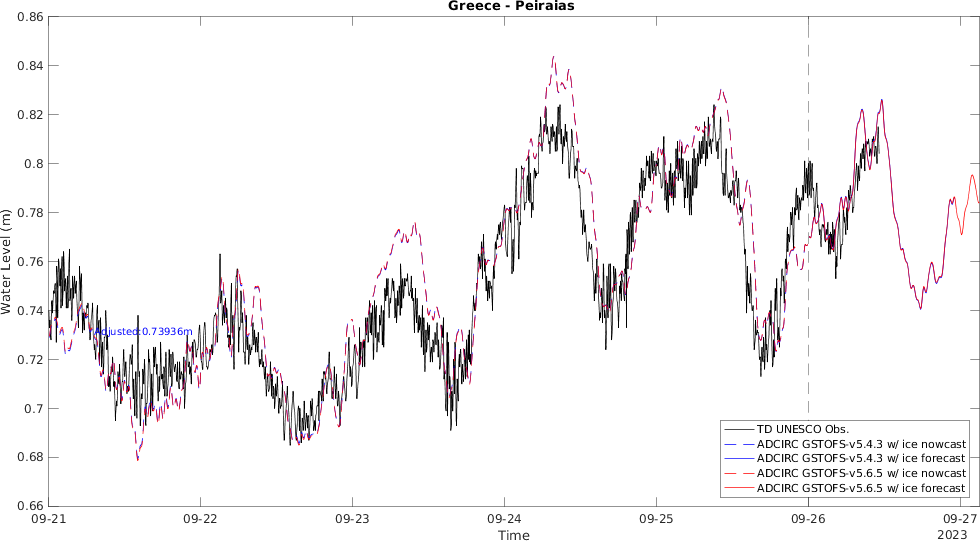 Greece - Peiraias
0.86
0.84
0.82
0.8
0.78
0.76
0.74
0.72
0.7
0.68
0.66
Water Level (m)
Adjusted:0.73936m
TD UNESCO Obs.
ADCIRC GSTOFS-v5.4.3 w/ ice nowcast
ADCIRC GSTOFS-v5.4.3 w/ ice forecast
ADCIRC GSTOFS-v5.6.5 w/ ice nowcast
ADCIRC GSTOFS-v5.6.5 w/ ice forecast
09-21 09-22 09-23 09-24 09-25 09-26 09-27
Time
2023